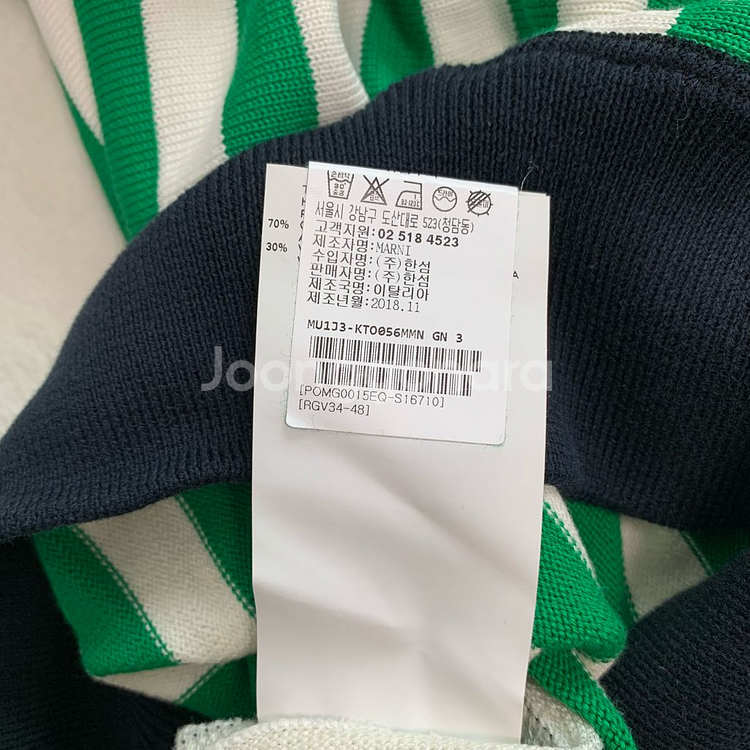 서울시 강남구 도산대로 523(청담동)
고객지원:02 518 4523
제조자명:MARNI
수입자명:(주)한섬
판매자명:(주)한섬
제조국명:이탈리아
제조년월:2018.11
MU1J3-KTO056MMN GN 3
[POMG0015EQ-S16710]
[RGV34-48]
70%
30%